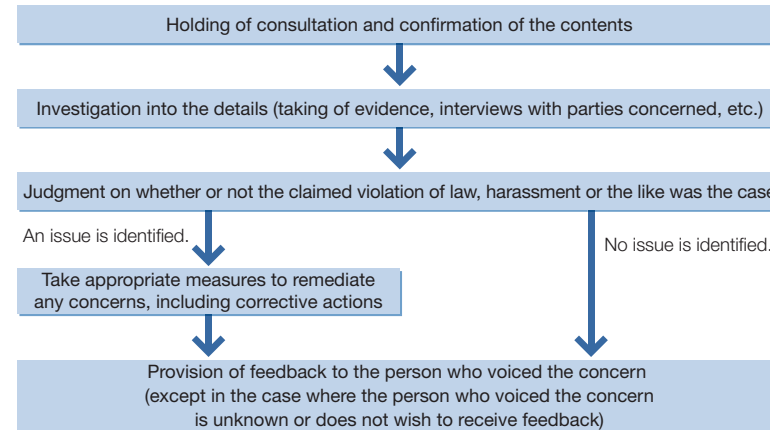 Holding of consultation and confirmation of the contents
Investigation into the details (taking of evidence, interviews with parties concerned, etc.)
Judgment on whether or not the claimed violation of law, harassment or the like was the case
An issue is identified.
No issue is identified.
Take appropriate measures to remediate
any concerns, including corrective actions
Provision of feedback to the person who voiced the concern
(except in the case where the person who voiced the concern
is unknown or does not wish to receive feedback)